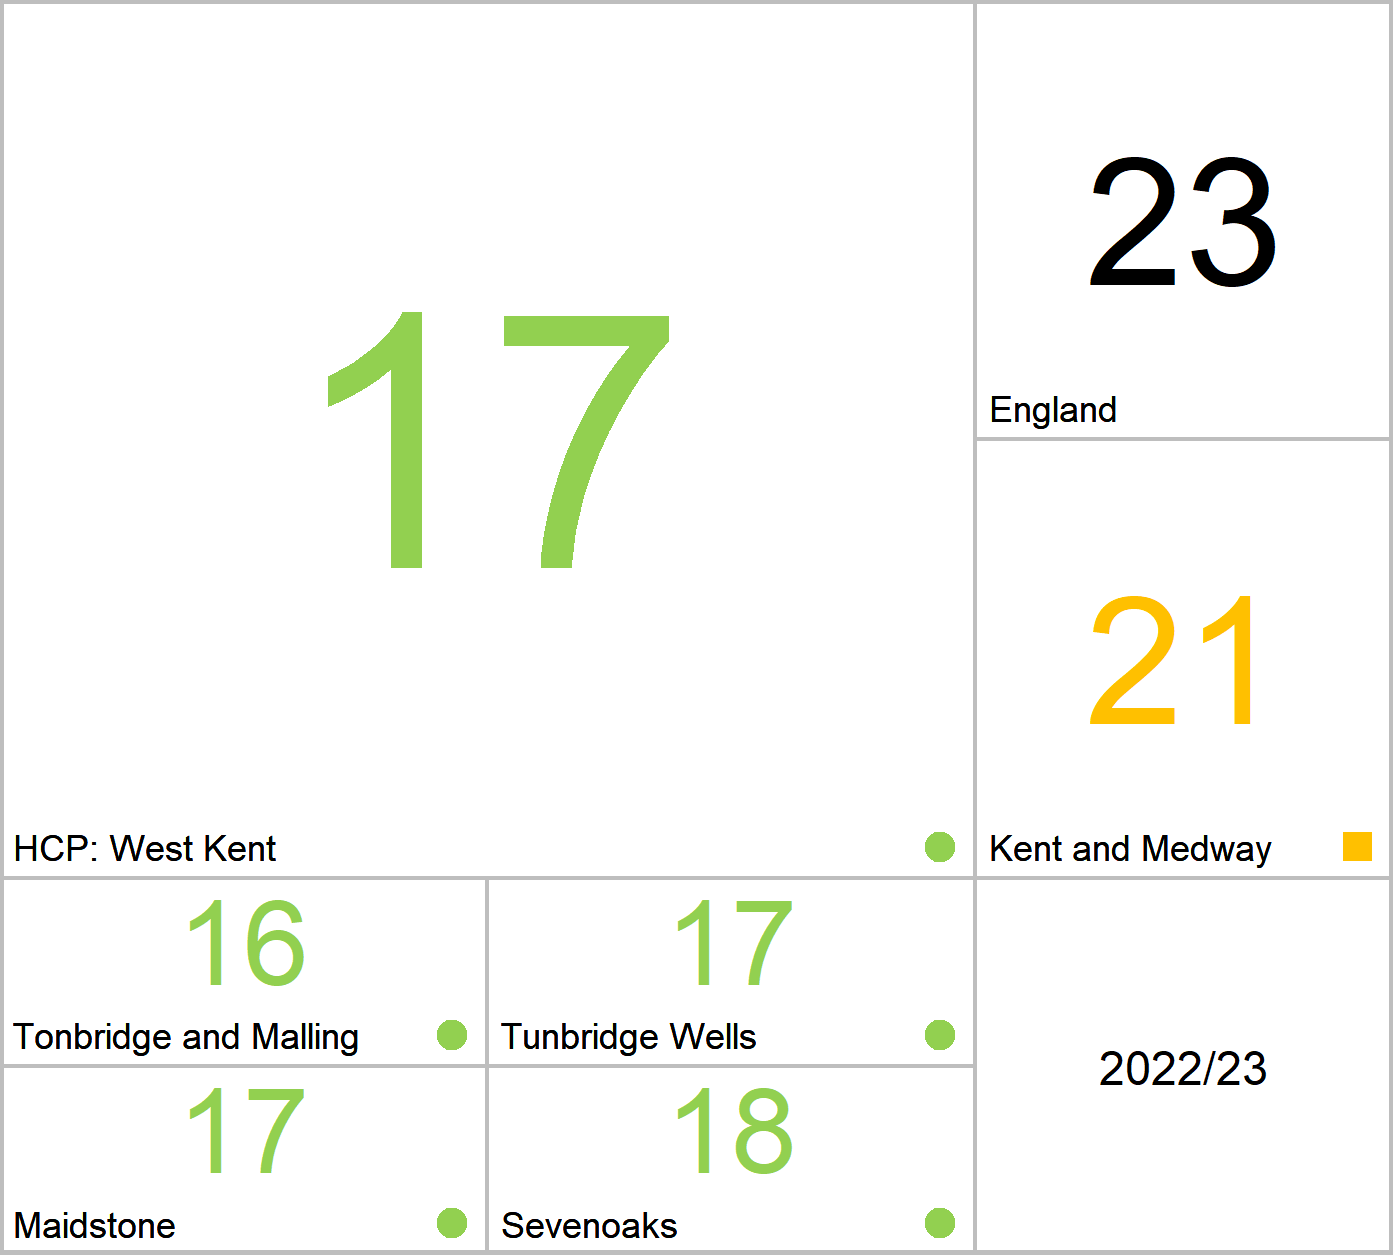 17
HCP: West Kent
23
England
21
Kent and Medway
16
Tonbridge and Malling
17
Tunbridge Wells
17
Maidstone
18
Sevenoaks
2022/23